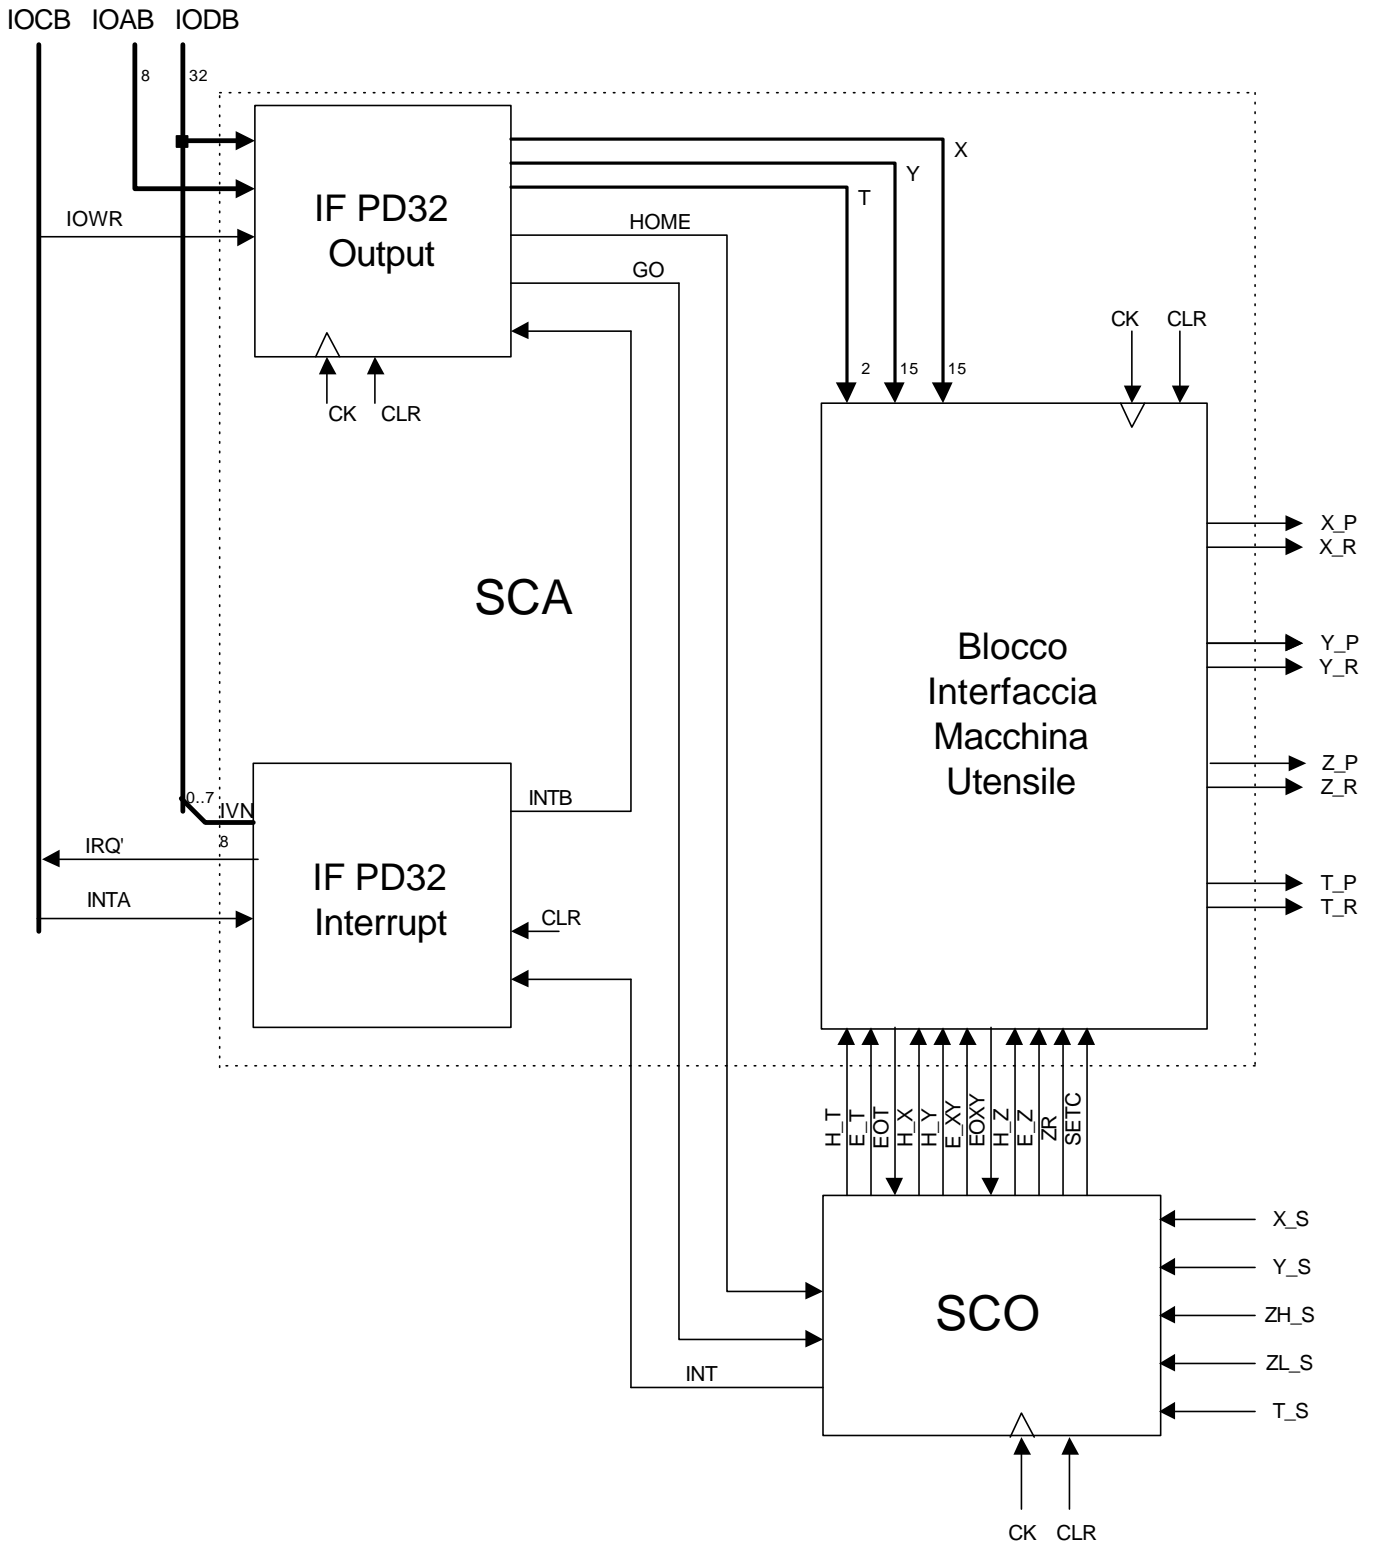 IOCB IOAB IODB
8 32
X
Y
T
IF PD32
Output
IOWR
HOME
GO
CK CLR
2 15 15
CK CLR
X_P
X_R
SCA
Blocco
Interfaccia
Macchina
Utensile
Y_P
Y_R
Z_P
Z_R
0..7
IVN
8
INTB
IRQ'
INTA
IF PD32
Interrupt
CLR
T_P
T_R
H_T
E_T
EOT
H_X
H_Y
E_XY
EOXY
H_Z
E_Z
ZR
SETC
X_S
Y_S
SCO
ZH_S
ZL_S
INT
T_S
CK CLR